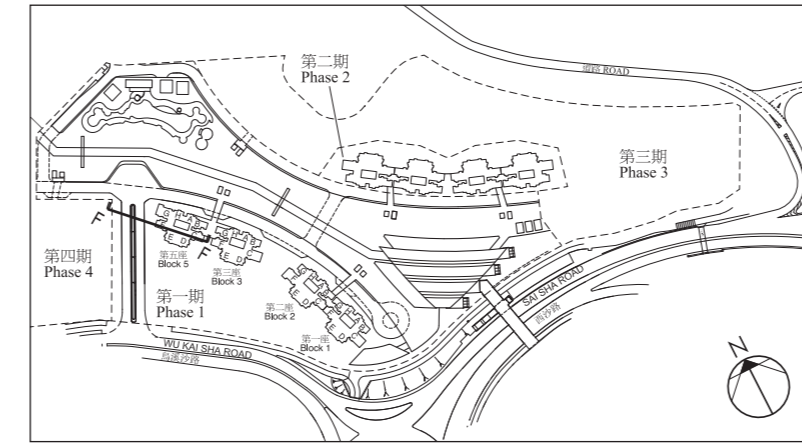 第二期
Phase 2
道路 ROAD
第三期
Phase 3
F
F
第四期
Phase 4
G H A B
F E D C
第五座
Block 5
G H A B
F E D C
第三座
Block 3
第一期
Phase 1
第二座
Block 2
第一座
Block 1
SAI SHA ROAD
西沙路
WU KAI SHA ROAD
烏溪沙路
N